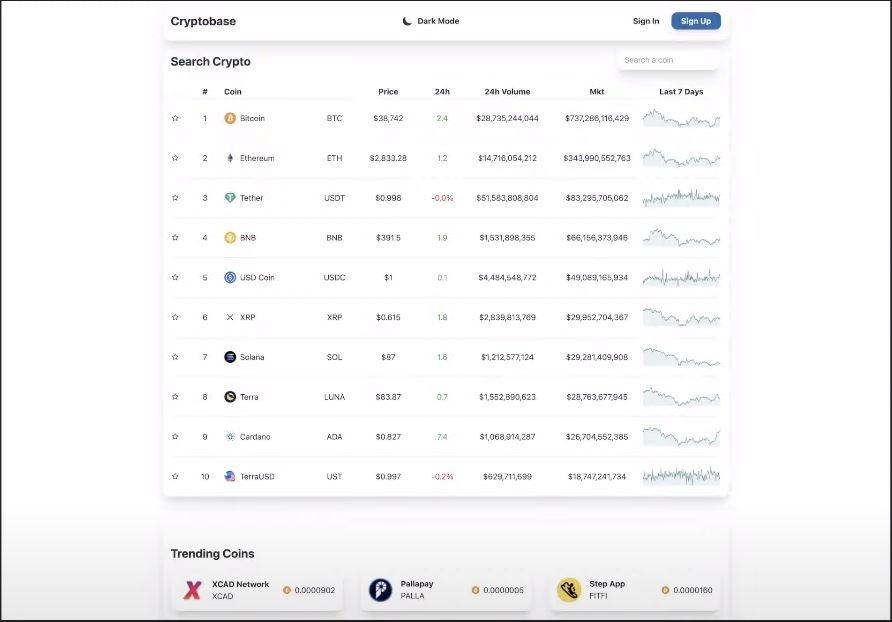 Cryptobase Dark Mode Sign In Sign Up
Search Crypto Search a coin
# Coin Price 24h 24h Volume Mkt Last 7 Days
1 Bitcoin BTC $38,742 2.4 $28,735,244,044 $737,286,116,429
2 Ethereum ETH $2,833.28 1.2 $14,716,054,212 $343,990,552,763
3 Tether USDT $0.998 -0.0% $51,583,808,804 $83,295,705,062
4 BNB BNB $391.5 1.9 $1,531,898,355 $66,156,373,946
5 USD Coin USDC $1 0.1 $4,484,548,772 $49,089,165,934
6 XRP XRP $0.615 1.8 $2,839,813,769 $29,952,704,367
7 Solana SOL $87 1.6 $1,212,577,124 $29,281,409,908
8 Terra LUNA $83.87 0.7 $1,552,890,623 $28,763,677,945
9 Cardano ADA $0.827 7.4 $1,068,914,287 $26,704,552,385
10 TerraUSD UST $0.997 -0.2% $629,711,699 $18,747,241,734
Trending Coins
XCAD Network Pallapay Step App
XCAD 0.0000902 PALLA 0.0000005 FITFI 0.0000160